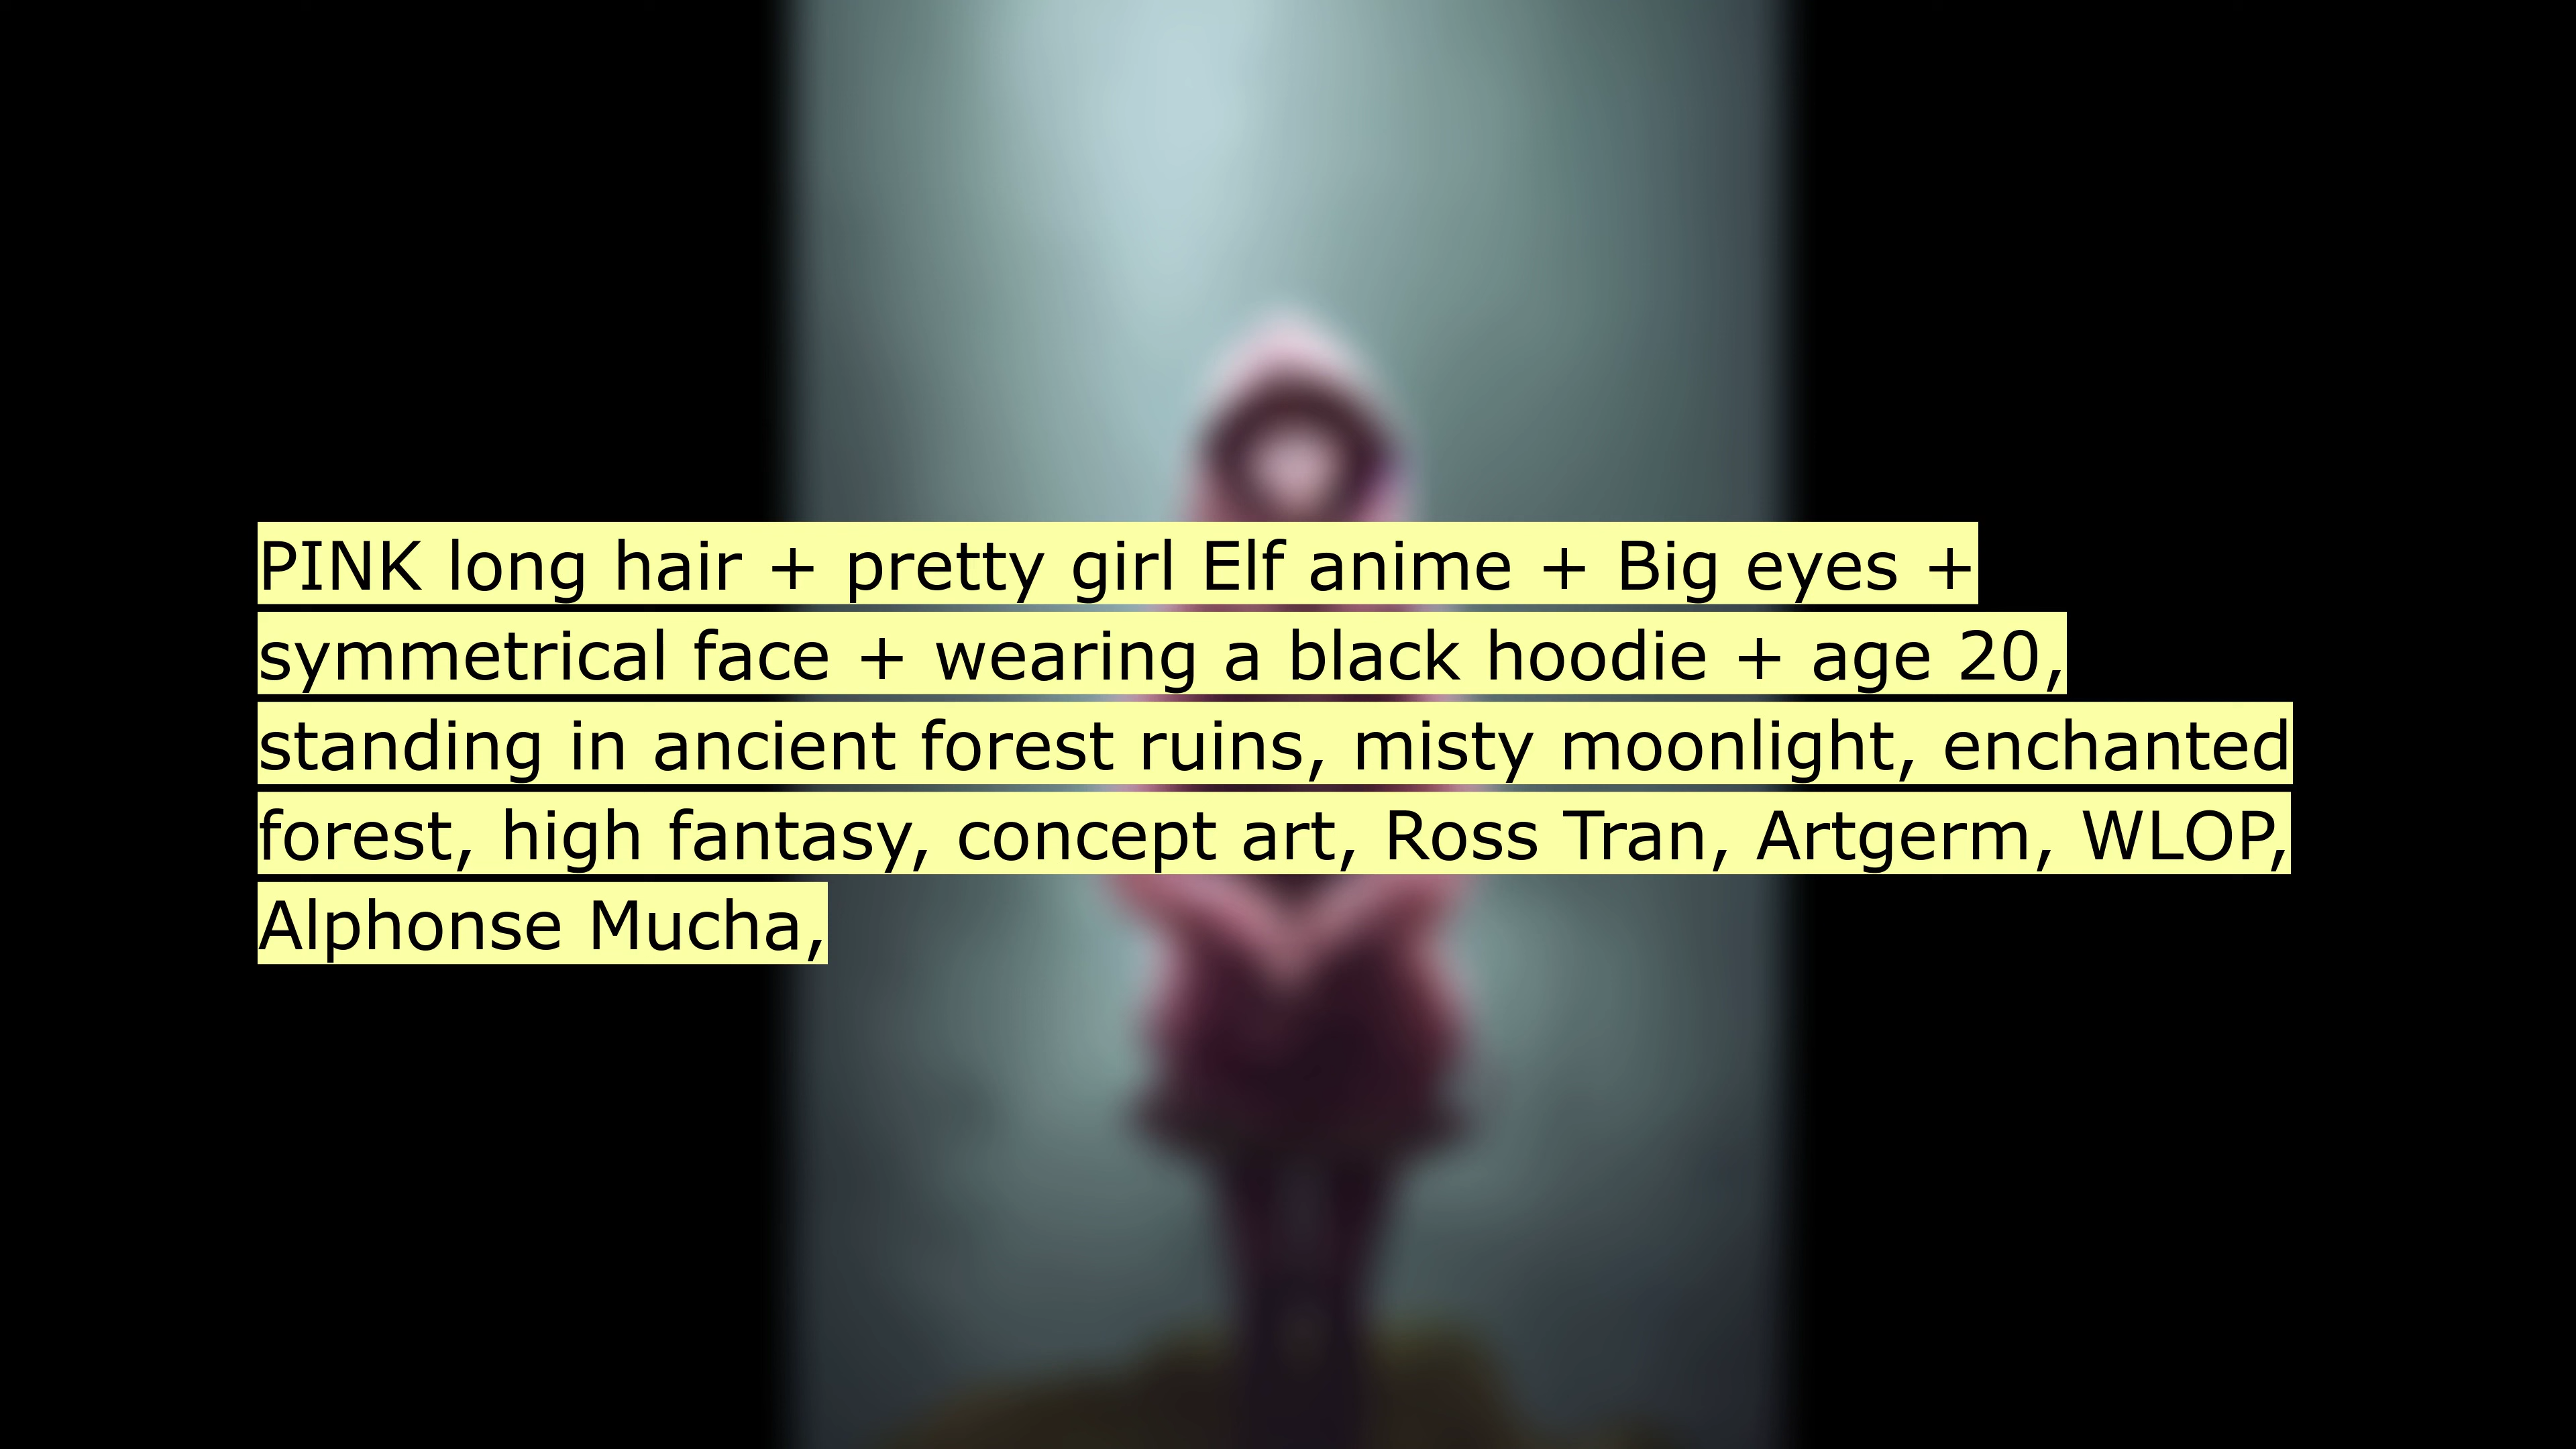 PINK long hair + pretty girl Elf anime + Big eyes +
symmetrical face + wearing a black hoodie + age 20,
standing in ancient forest ruins, misty moonlight, enchanted
forest, high fantasy, concept art, Ross Tran, Artgerm, WLOP,
Alphonse Mucha,